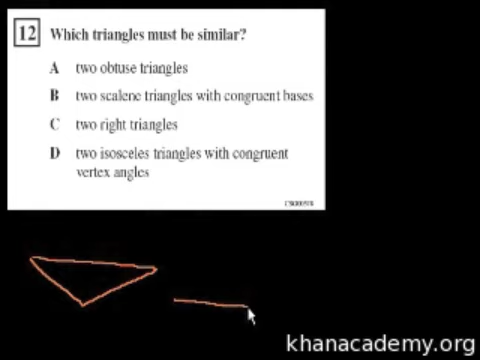 12 Which triangles must be similar?
A two obtuse triangles
B two scalene triangles with congruent bases
C two right triangles
D two isosceles triangles with congruent
vertex angles
khanacademy.org